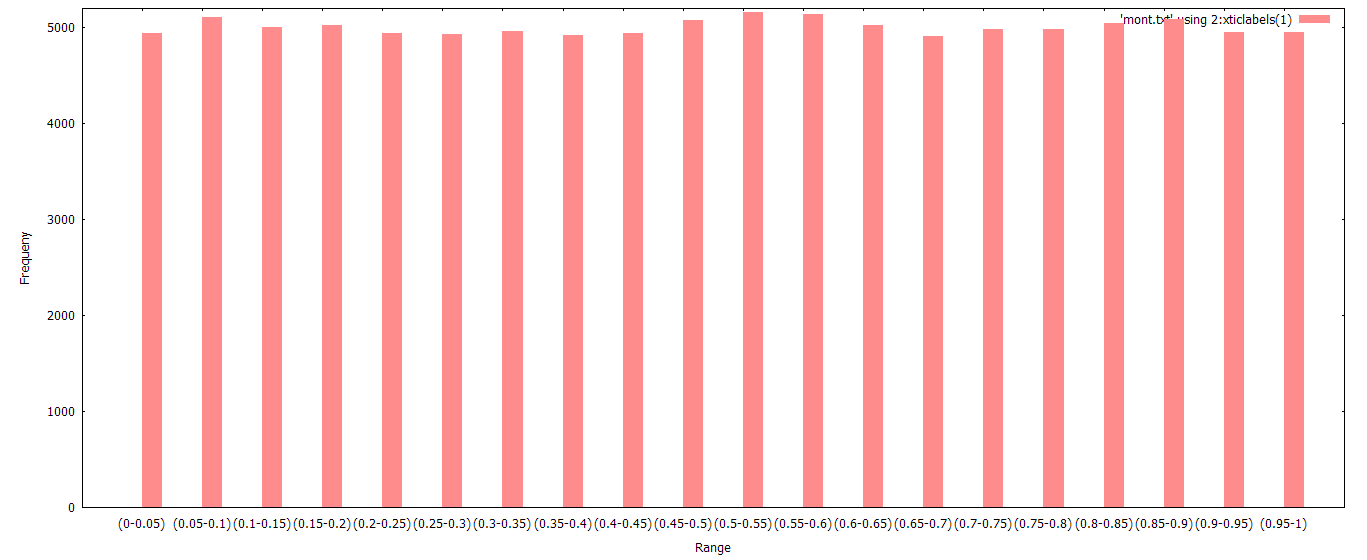 'mont.txt' using 2:xticlabels(1)
5000
4000
3000
2000
1000
0
Frequeny
(0-0.05) (0.05-0.1) (0.1-0.15) (0.15-0.2) (0.2-0.25) (0.25-0.3) (0.3-0.35) (0.35-0.4) (0.4-0.45) (0.45-0.5) (0.5-0.55) (0.55-0.6) (0.6-0.65) (0.65-0.7) (0.7-0.75) (0.75-0.8) (0.8-0.85) (0.85-0.9) (0.9-0.95) (0.95-1)
Range